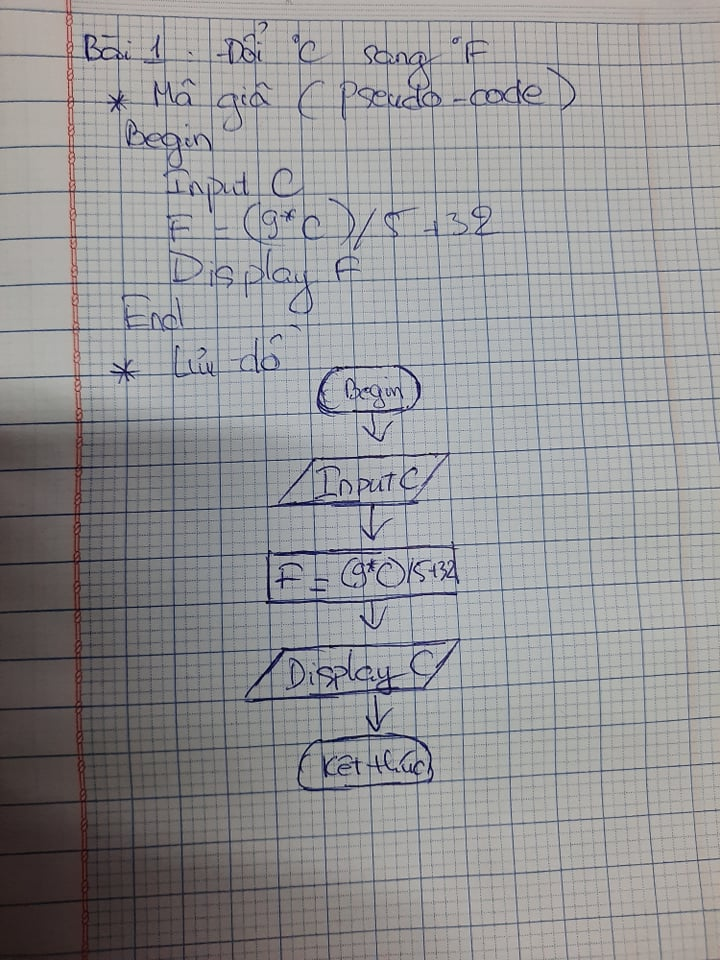 Bài 1. Đổi °C sang °F
* Mã giả (Pseudo-code)
Begin
Input C
F = (9*C)/5+32
Display F
End
* Lưu đồ
Begin
Input C
F = (9*C)/5+32
Display C
Kết thúc